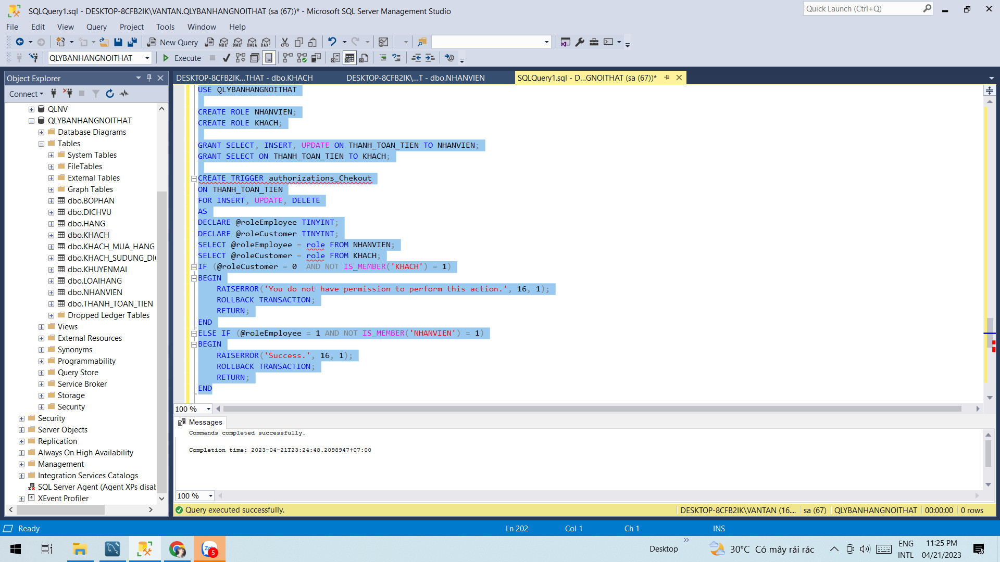 SQLQuery1.sql - DESKTOP-8CFB2IK\VANTAN.QLYBANHANGNOITHAT (sa (67))* - Microsoft SQL Server Management Studio
Quick Launch (Ctrl+Q)
File Edit View Query Project Tools Window Help
New Query
MDX DMX XMLA DAX
QLYBANHANGNOITHAT
Execute
Object Explorer
DESKTOP-8CFB2IK...THAT - dbo.KHACH
DESKTOP-8CFB2IK\...T - dbo.NHANVIEN
SQLQuery1.sql - D...GNOITHAT (sa (67))*
Connect
QLNV
QLYBANHANGNOITHAT
Database Diagrams
Tables
System Tables
FileTables
External Tables
Graph Tables
dbo.BOPHAN
dbo.DICHVU
dbo.HANG
dbo.KHACH
dbo.KHACH_MUA_HANG
dbo.KHACH_SUDUNG_DIC
dbo.KHUYENMAI
dbo.LOAIHANG
dbo.NHANVIEN
dbo.THANH_TOAN_TIEN
Dropped Ledger Tables
Views
External Resources
Synonyms
Programmability
Query Store
Service Broker
Storage
Security
Security
Server Objects
Replication
Always On High Availability
Management
Integration Services Catalogs
SQL Server Agent (Agent XPs disab
XEvent Profiler
USE QLYBANHANGNOITHAT
CREATE ROLE NHANVIEN;
CREATE ROLE KHACH;
GRANT SELECT, INSERT, UPDATE ON THANH_TOAN_TIEN TO NHANVIEN;
GRANT SELECT ON THANH_TOAN_TIEN TO KHACH;
CREATE TRIGGER authorizations_Chekout
ON THANH_TOAN_TIEN
FOR INSERT, UPDATE, DELETE
AS
DECLARE @roleEmployee TINYINT;
DECLARE @roleCustomer TINYINT;
SELECT @roleEmployee = role FROM NHANVIEN;
SELECT @roleCustomer = role FROM KHACH;
IF (@roleCustomer = 0  AND NOT IS_MEMBER('KHACH') = 1)
BEGIN
RAISERROR('You do not have permission to perform this action.', 16, 1);
ROLLBACK TRANSACTION;
RETURN;
END
ELSE IF (@roleEmployee = 1 AND NOT IS_MEMBER('NHANVIEN') = 1)
BEGIN
RAISERROR('Success.', 16, 1);
ROLLBACK TRANSACTION;
RETURN;
END
100 %
Messages
Commands completed successfully.
Completion time: 2023-04-21T23:24:48.2098947+07:00
100 %
Query executed successfully.
DESKTOP-8CFB2IK\VANTAN (16.... sa (67) QLYBANHANGNOITHAT 00:00:00 0 rows
Ready
Ln 202 Col 1 Ch 1 INS
5
Desktop
30°C Có mây rải rác
ENG
INTL
11:25 PM
04/21/2023